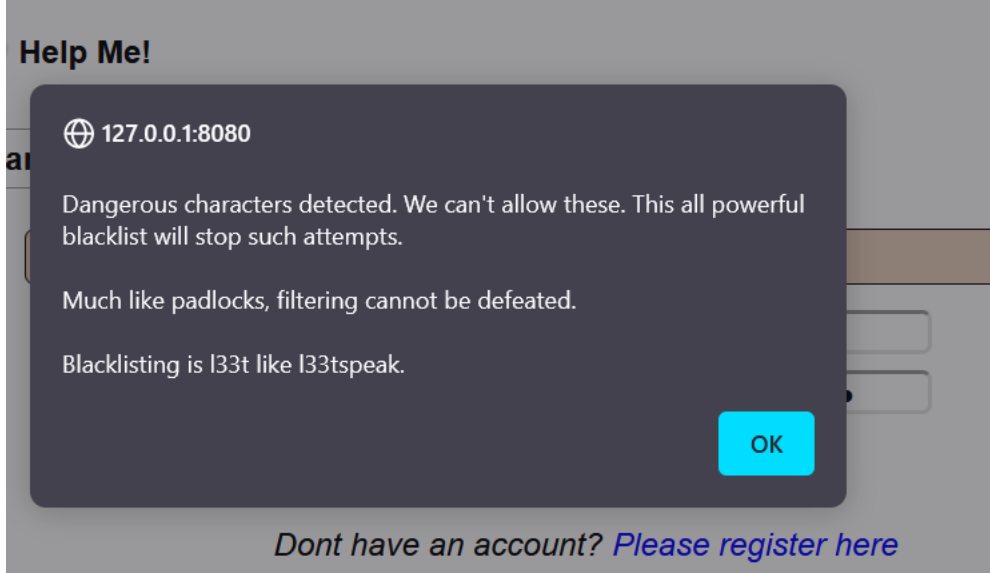 Help Me!
127.0.0.1:8080
Dangerous characters detected. We can't allow these. This all powerful
blacklist will stop such attempts.
Much like padlocks, filtering cannot be defeated.
Blacklisting is l33t like l33tspeak.
OK
Dont have an account? Please register here